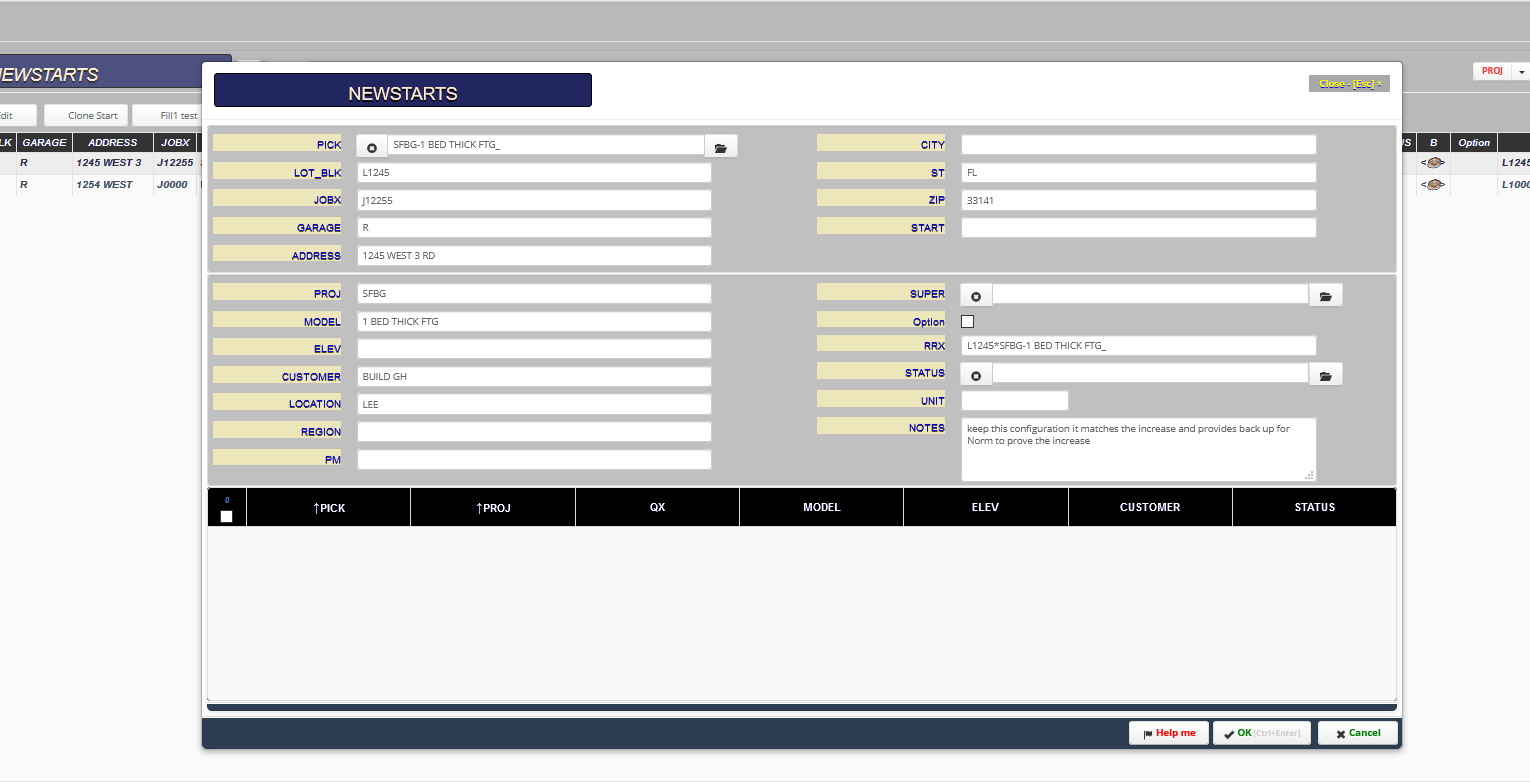 EWSTARTS
PROJ
dit
Clone Start
Fill1 test
LK GARAGE ADDRESS JOBX
R 1245 WEST 3 J12255
R 1254 WEST J0000
US B Option
L1245
L1000
NEWSTARTS
Close - [Esc] ×
PICK SFBG-1 BED THICK FTG_
LOT_BLK L1245
JOBX J12255
GARAGE R
ADDRESS 1245 WEST 3 RD
CITY
ST FL
ZIP 33141
START
PROJ SFBG
MODEL 1 BED THICK FTG
ELEV
CUSTOMER BUILD GH
LOCATION LEE
REGION
PM
SUPER
Option
RRX L1245*SFBG-1 BED THICK FTG_
STATUS
UNIT
NOTES keep this configuration it matches the increase and provides back up for
Norm to prove the increase
0
↑PICK ↑PROJ QX MODEL ELEV CUSTOMER STATUS
Help me OK [Ctrl+Enter] Cancel